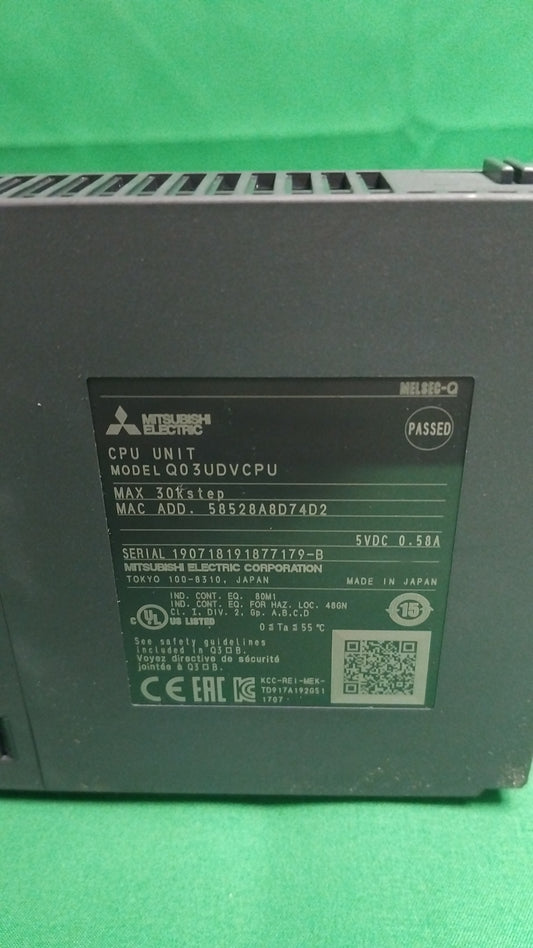 MELSEC-Q
MITSUBISHI
ELECTRIC
PASSED
CPU UNIT
MODEL Q03UDVCPU
MAX 30Kstep
MAC ADD. 58528A8D74D2
5VDC 0.58A
SERIAL 190718191877179-B
MITSUBISHI ELECTRIC CORPORATION
TOKYO 100-8310, JAPAN MADE IN JAPAN
IND. CONT. EQ. 80M1
IND. CONT. EQ. FOR HAZ. LOC. 48GN
CL. I, DIV. 2, Gp. A,B,C,D
C UL US LISTED
0≦Ta≦55℃
15
See safety guidelines
included in Q3□B.
Voyez directive de sécurité
jointée à Q3□B.
CE EAC
KCC-REI-MEK-
TD917A192G51
1707